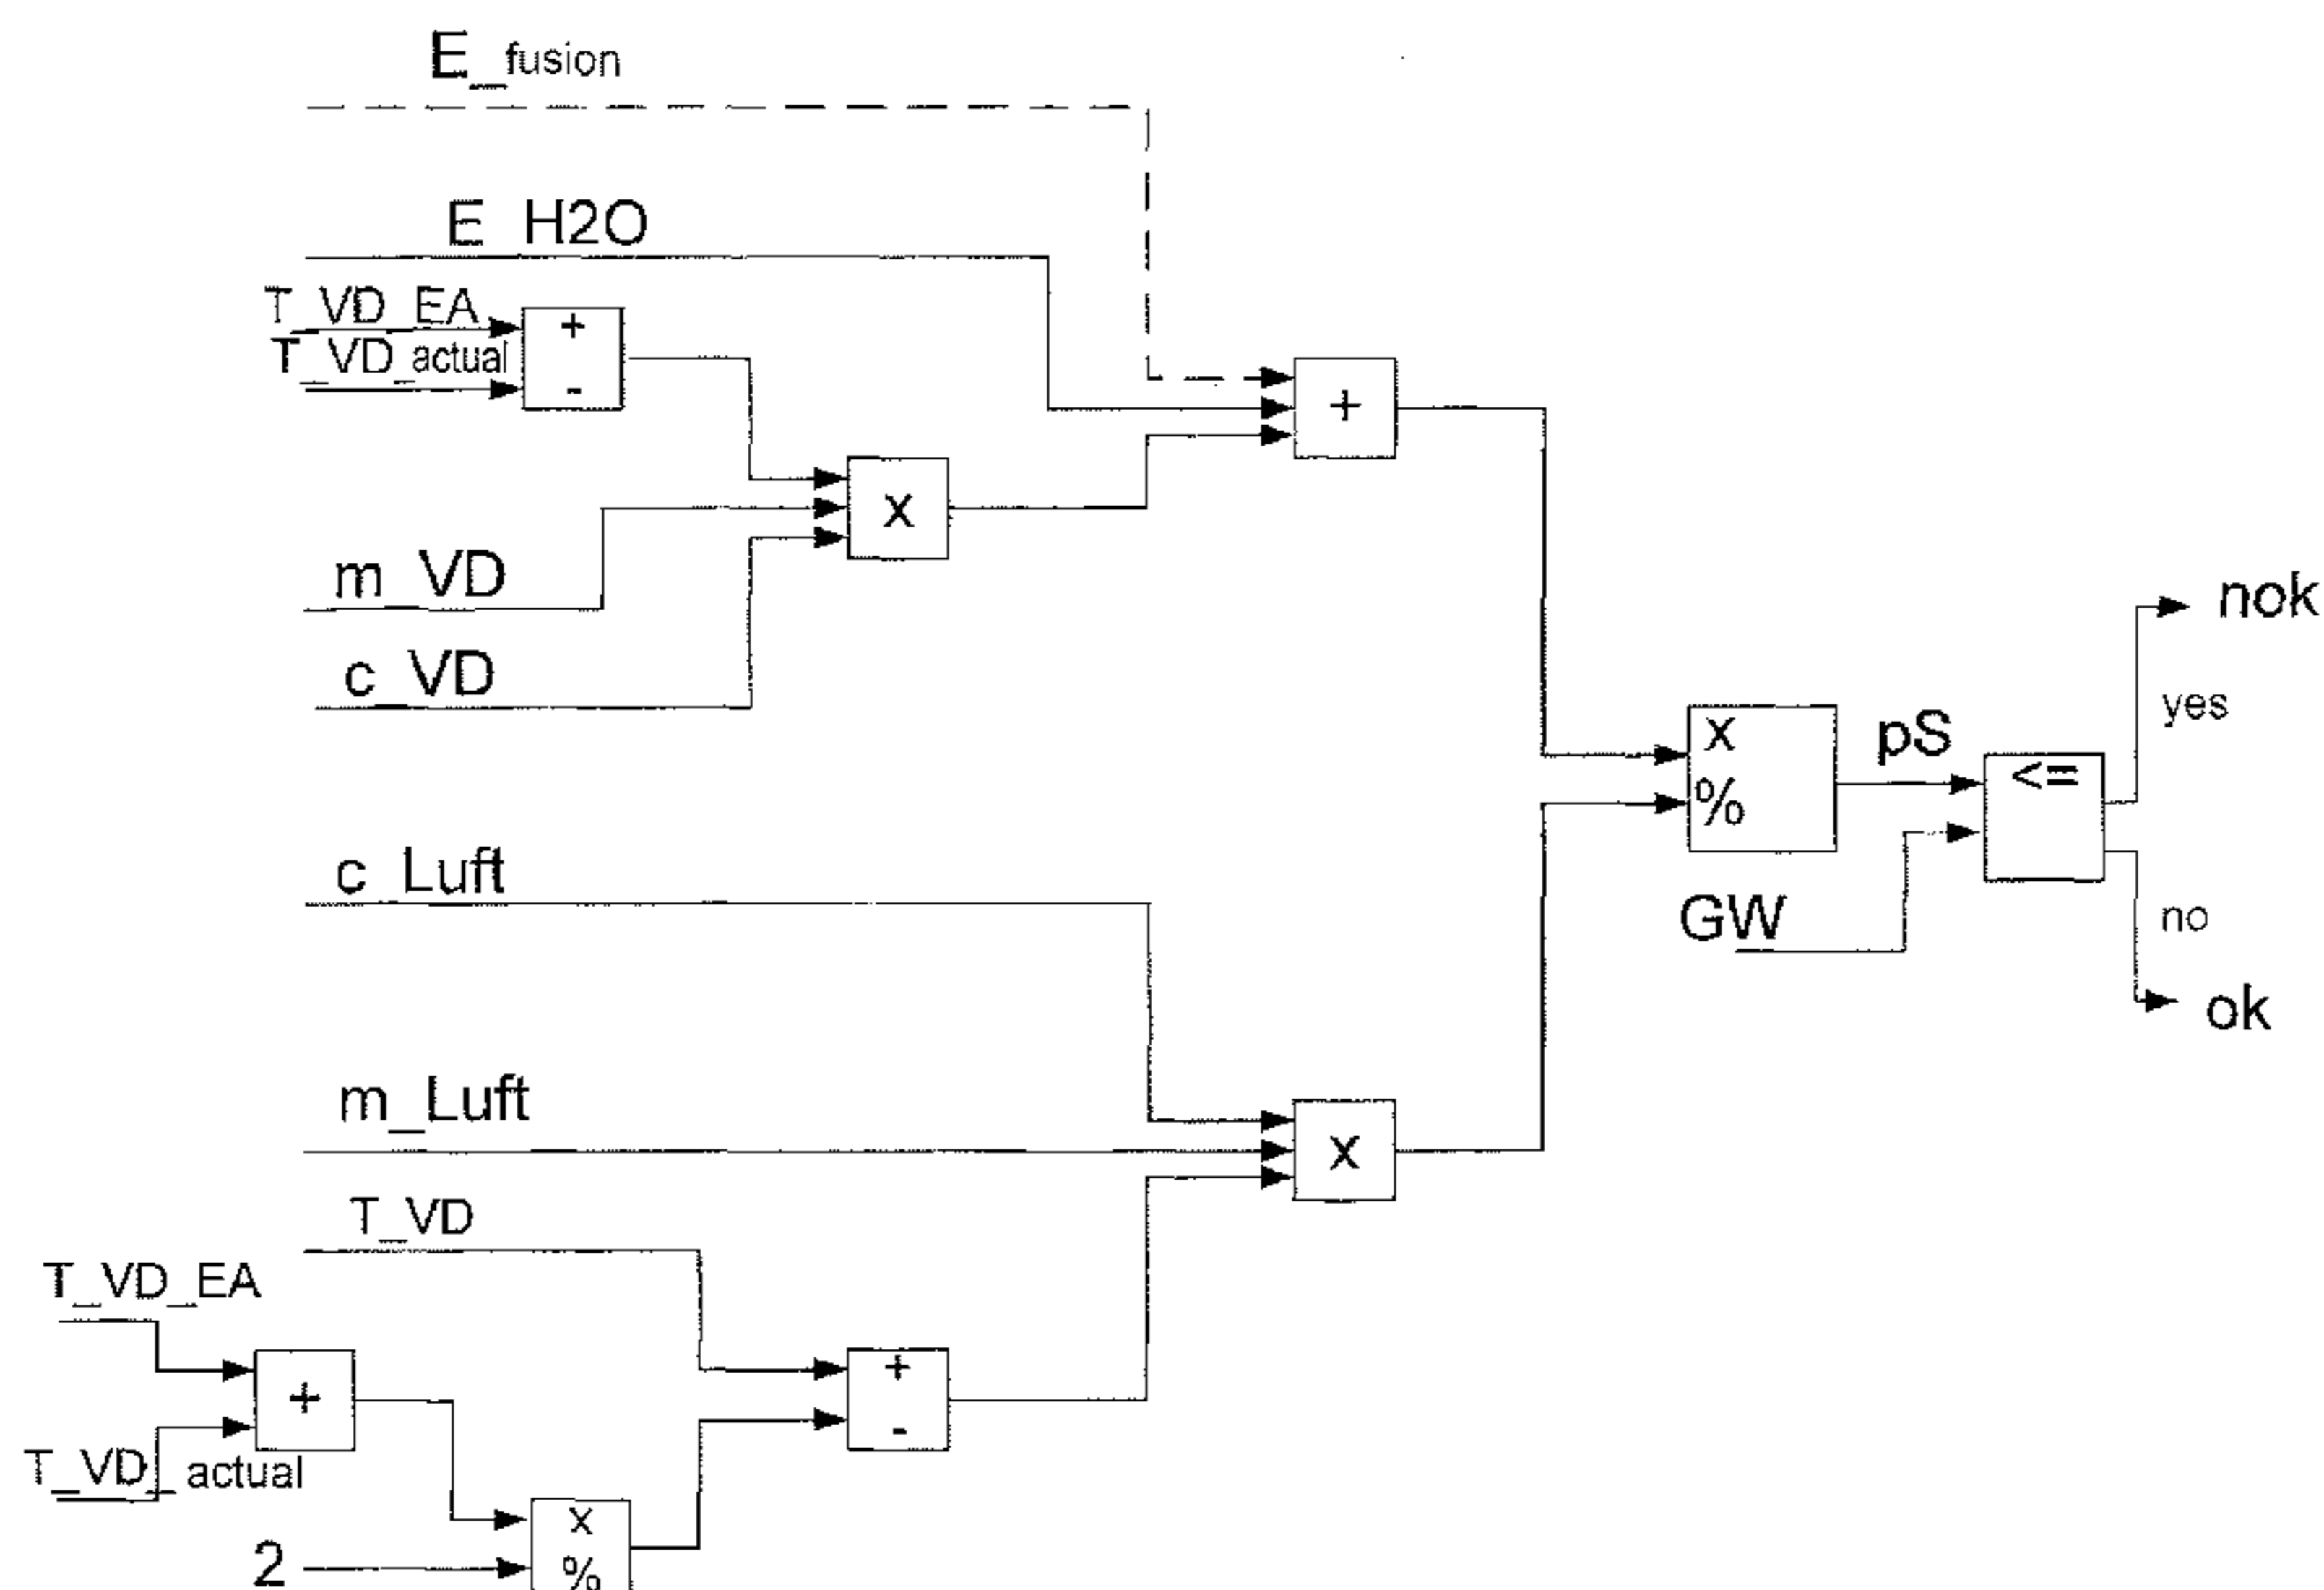 E_fusion
E_H2O
T_VD_EA
+
T_VD_actual
-
+
x
m_VD
c_VD
nok
yes
x
pS
<=
%
c_Luft
GW
no
ok
m_Luft
x
T_VD
T_VD_EA
+
+
-
T_VD_actual
x
2
%